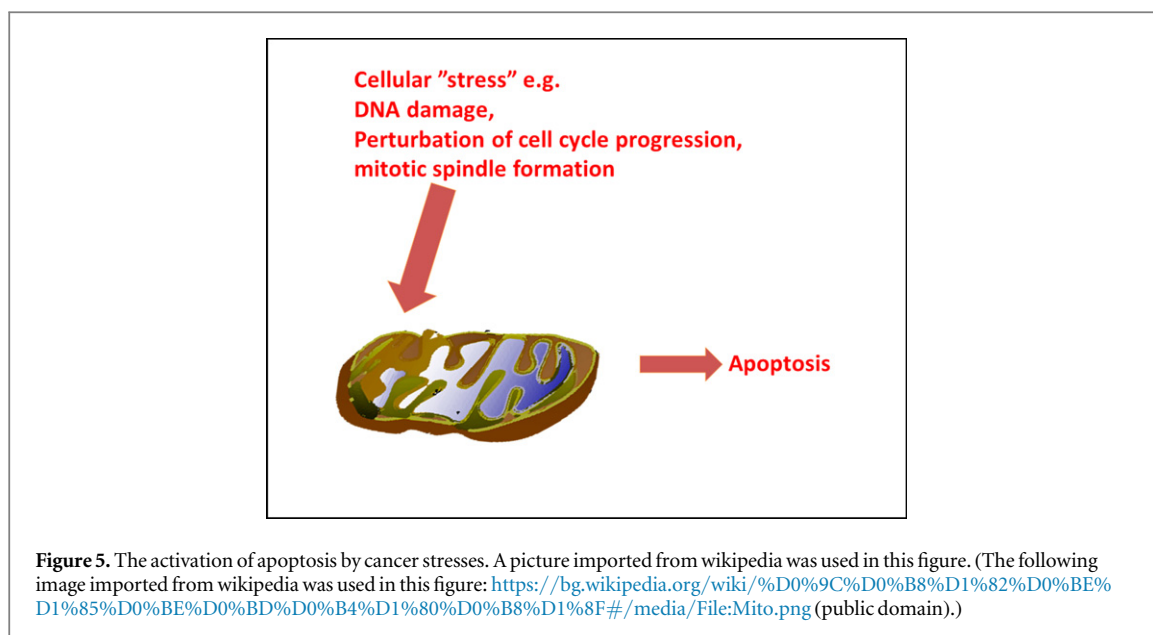 Cellular ”stress” e.g.
DNA damage,
Perturbation of cell cycle progression,
mitotic spindle formation
Apoptosis
Figure 5. The activation of apoptosis by cancer stresses. A picture imported from wikipedia was used in this figure. (The following
image imported from wikipedia was used in this figure: https://bg.wikipedia.org/wiki/%D0%9C%D0%B8%D1%82%D0%BE%
D1%85%D0%BE%D0%BD%D0%B4%D1%80%D0%B8%D1%8F#/media/File:Mito.png (public domain).)